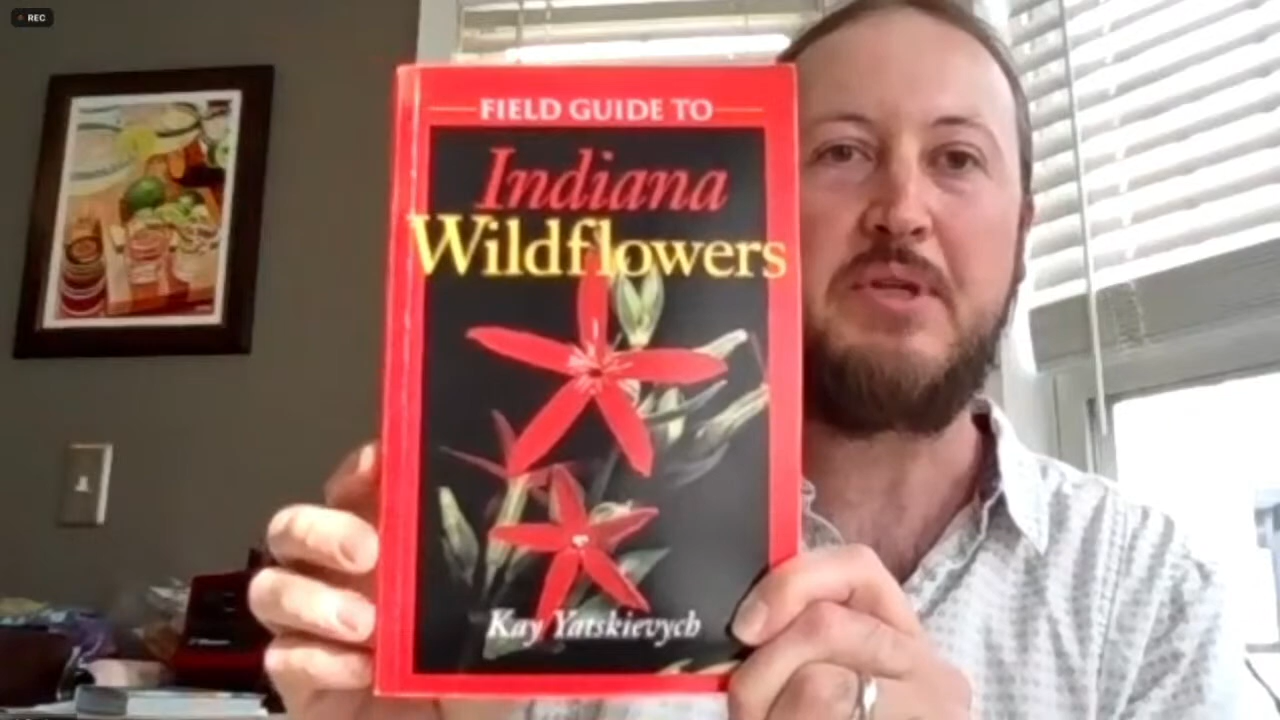 REC
FIELD GUIDE TO
Indiana
Wildflowers
Kay Yatskievych